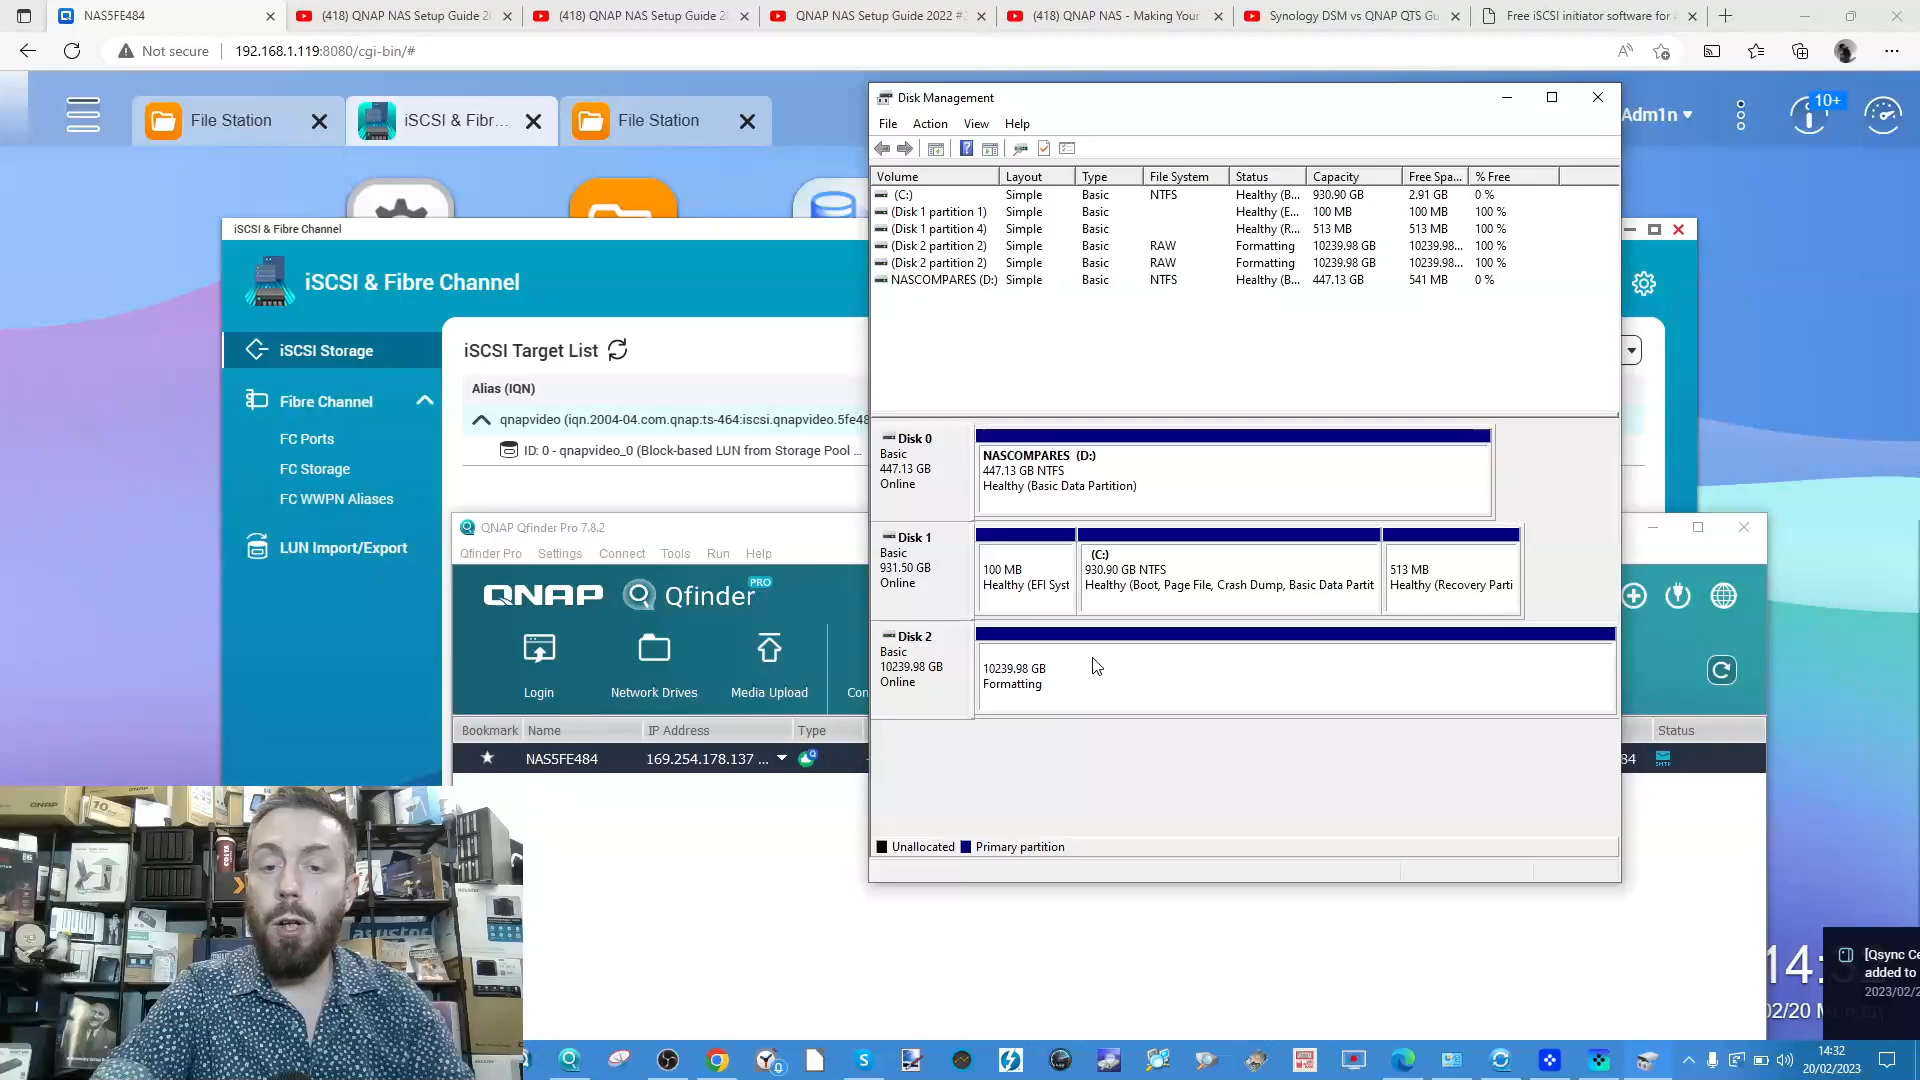 NAS5FE484
(418) QNAP NAS Setup Guide 20
(418) QNAP NAS Setup Guide 2
QNAP NAS Setup Guide 2022 #2
(418) QNAP NAS - Making Your
Synology DSM vs QNAP QTS Gu
Free iSCSI initiator software for
Not secure
192.168.1.119:8080/cgi-bin/#
File Station
iSCSI & Fibr...
File Station
Adm1n
10+
Disk Management
File Action View Help
Volume Layout Type File System Status Capacity Free Spa... % Free
(C:) Simple Basic NTFS Healthy (B... 930.90 GB 2.91 GB 0 %
(Disk 1 partition 1) Simple Basic Healthy (E... 100 MB 100 MB 100 %
(Disk 1 partition 4) Simple Basic Healthy (R... 513 MB 513 MB 100 %
(Disk 2 partition 2) Simple Basic RAW Formatting 10239.98 GB 10239.98... 100 %
(Disk 2 partition 2) Simple Basic RAW Formatting 10239.98 GB 10239.98... 100 %
NASCOMPARES (D:) Simple Basic NTFS Healthy (B... 447.13 GB 541 MB 0 %
Disk 0
Basic
447.13 GB
Online
NASCOMPARES (D:)
447.13 GB NTFS
Healthy (Basic Data Partition)
Disk 1
Basic
931.50 GB
Online
100 MB
Healthy (EFI Syst
(C:)
930.90 GB NTFS
Healthy (Boot, Page File, Crash Dump, Basic Data Partit
513 MB
Healthy (Recovery Parti
Disk 2
Basic
10239.98 GB
Online
10239.98 GB
Formatting
Unallocated Primary partition
iSCSI & Fibre Channel
iSCSI & Fibre Channel
iSCSI Storage
Fibre Channel
FC Ports
FC Storage
FC WWPN Aliases
LUN Import/Export
iSCSI Target List
Alias (IQN)
qnapvideo (iqn.2004-04.com.qnap:ts-464:iscsi.qnapvideo.5fe48
ID: 0 - qnapvideo_0 (Block-based LUN from Storage Pool ...
QNAP Qfinder Pro 7.8.2
Qfinder Pro Settings Connect Tools Run Help
QNAP Qfinder PRO
Login
Network Drives
Media Upload
Con
Bookmark Name IP Address Type Status
NAS5FE484 169.254.178.137 ... 84
[Qsync Ce
added to
2023/02/2
14:
02/20 M
14:32
20/02/2023